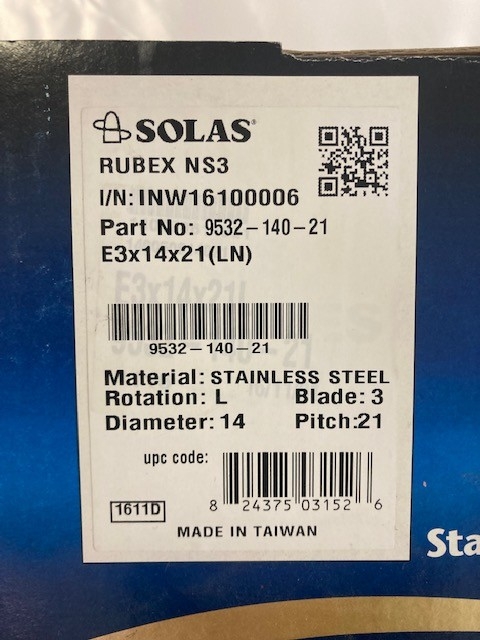 SOLAS®
RUBEX NS3
I/N: INW16100006
Part No: 9532-140-21
E3x14x21(LN)
9532-140-21
Material: STAINLESS STEEL
Rotation: L Blade: 3
Diameter: 14 Pitch:21
upc code:
8 24375 03152 6
1611D
MADE IN TAIWAN
Sta